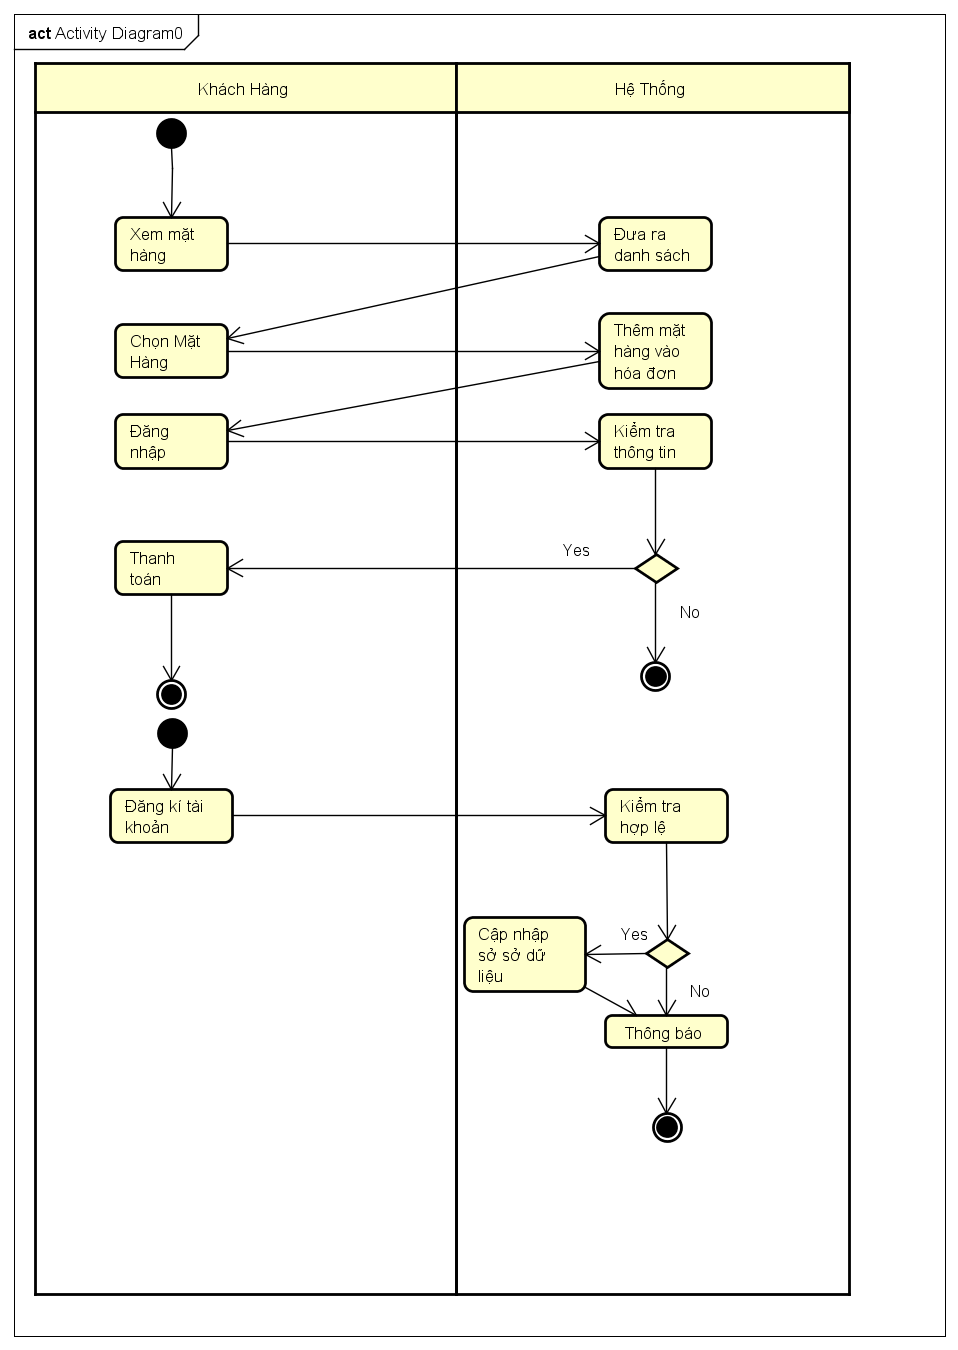 act Activity Diagram0
Khách Hàng
Hệ Thống
Xem mặt
hàng
Đưa ra
danh sách
Chọn Mặt
Hàng
Thêm mặt
hàng vào
hóa đơn
Đăng
nhập
Kiểm tra
thông tin
Thanh
toán
Yes
No
Đăng kí tài
khoản
Kiểm tra
hợp lệ
Cập nhập
sở sở dữ
liệu
Yes
No
Thông báo